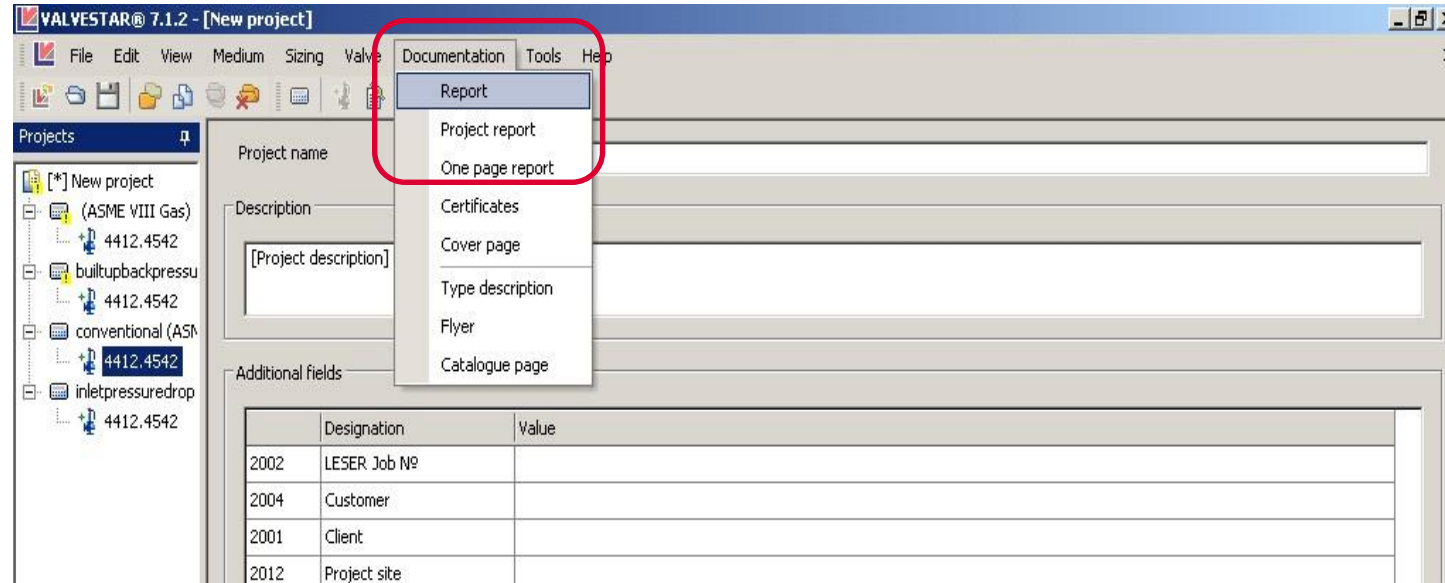 VALVESTAR® 7.1.2 - [New project]
File Edit View Medium Sizing Valve Documentation Tools Help
Report
Project report
One page report
Certificates
Cover page
Type description
Flyer
Catalogue page
Projects
[*] New project
(ASME VIII Gas)
4412.4542
builtupbackpressu
4412.4542
conventional (ASM
4412.4542
inletpressuredrop
4412.4542
Project name
Description
[Project description]
Additional fields
Designation Value
2002 LESER Job Nº
2004 Customer
2001 Client
2012 Project site